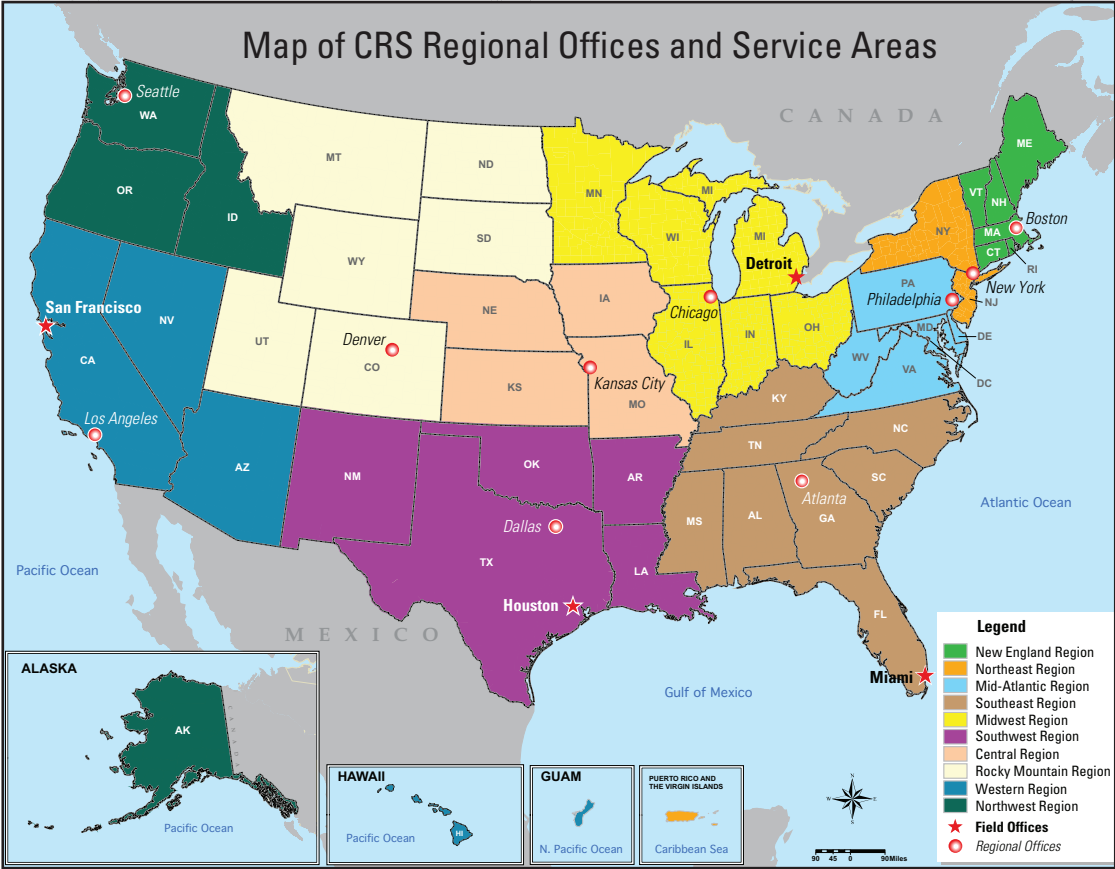 Map of CRS Regional Offices and Service Areas
CANADA
Seattle
WA
OR
ID
MT
ND
MN
SD
WY
WI
MI
MI
ME
VT
NH
NY
MA
Boston
CT
RI
Detroit
New York
NJ
PA
Philadelphia
San Francisco
NV
CA
UT
Denver
CO
NE
IA
Chicago
IL
IN
OH
MD
DE
WV
VA
DC
KS
Kansas City
MO
KY
Los Angeles
AZ
NM
OK
AR
TN
NC
SC
Atlanta
GA
AL
MS
Dallas
TX
LA
Houston
Atlantic Ocean
Pacific Ocean
MEXICO
FL
Miami
Gulf of Mexico
ALASKA
AK
Pacific Ocean
HAWAII
HI
Pacific Ocean
GUAM
N. Pacific Ocean
PUERTO RICO AND
THE VIRGIN ISLANDS
Caribbean Sea
N
W
E
S
90 45 0 90 Miles
Legend
New England Region
Northeast Region
Mid-Atlantic Region
Southeast Region
Midwest Region
Southwest Region
Central Region
Rocky Mountain Region
Western Region
Northwest Region
Field Offices
Regional Offices